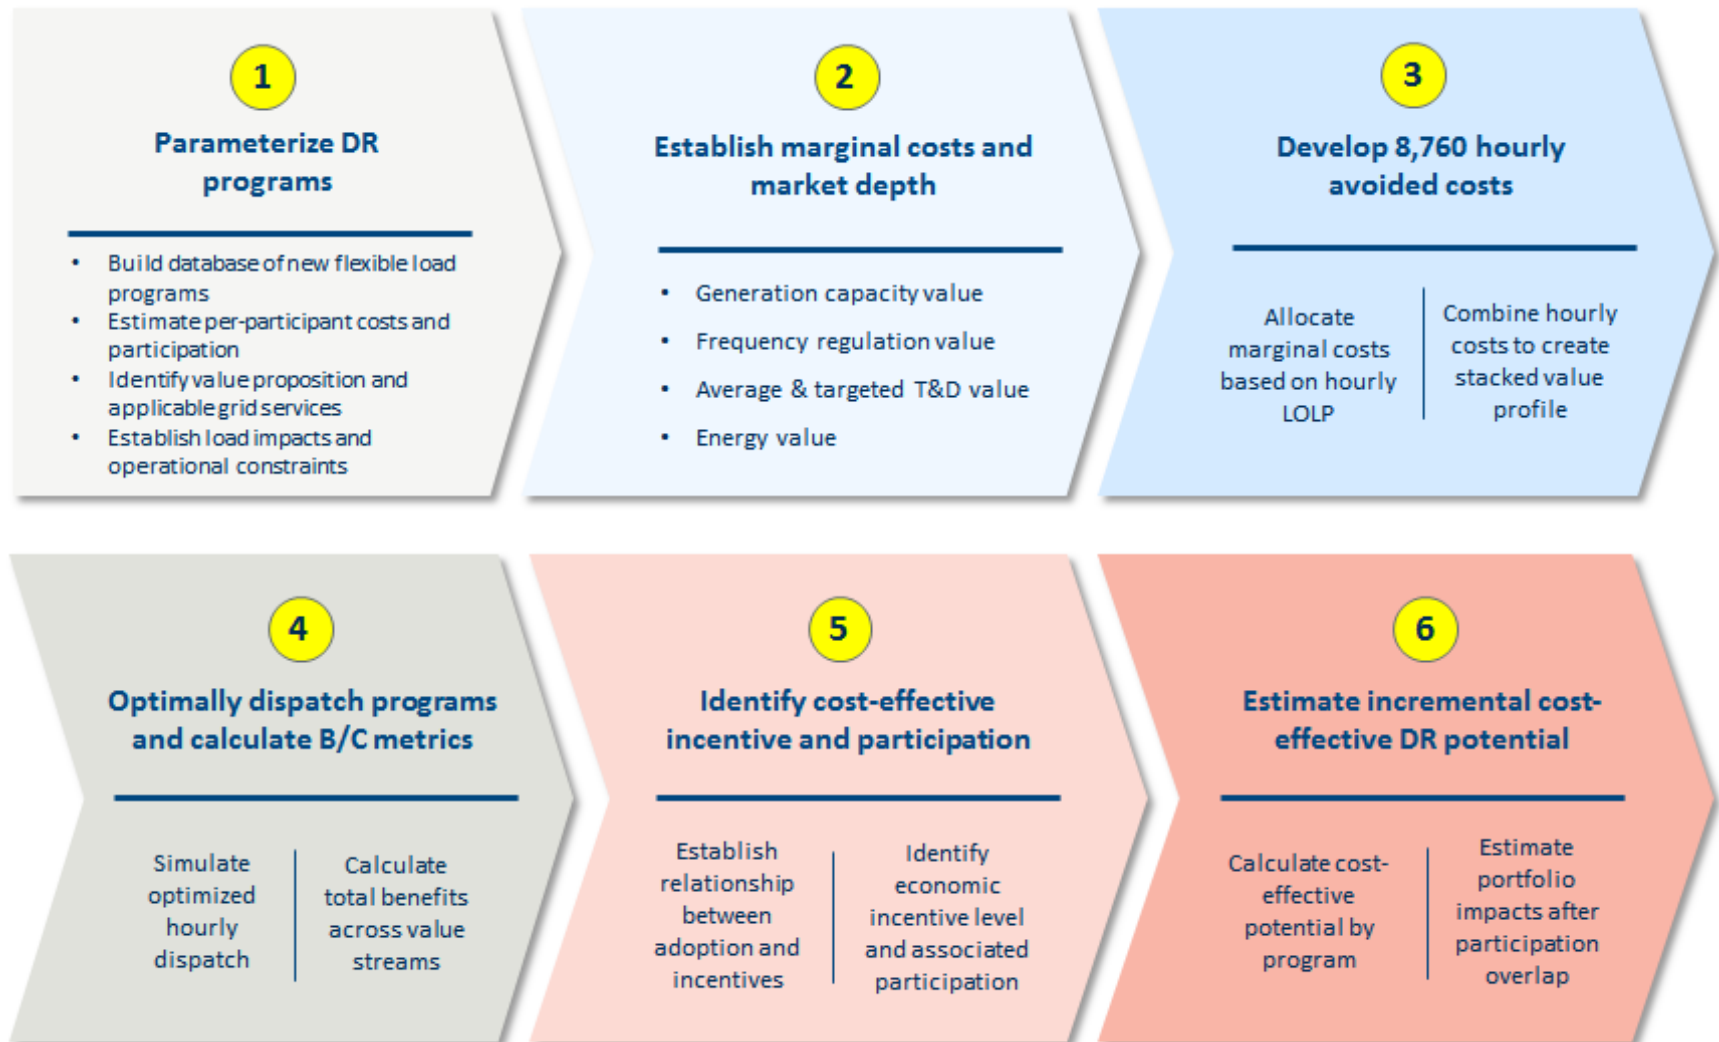 1
Parameterize DR
programs
• Build database of new flexible load
programs
• Estimate per-participant costs and
participation
• Identify value proposition and
applicable grid services
• Establish load impacts and
operational constraints
2
Establish marginal costs and
market depth
• Generation capacity value
• Frequency regulation value
• Average & targeted T&D value
• Energy value
3
Develop 8,760 hourly
avoided costs
Allocate
marginal costs
based on hourly
LOLP
Combine hourly
costs to create
stacked value
profile
4
Optimally dispatch programs
and calculate B/C metrics
Simulate
optimized
hourly
dispatch
Calculate
total benefits
across value
streams
5
Identify cost-effective
incentive and participation
Establish
relationship
between
adoption and
incentives
Identify
economic
incentive level
and associated
participation
6
Estimate incremental cost-
effective DR potential
Calculate cost-
effective
potential by
program
Estimate
portfolio
impacts after
participation
overlap